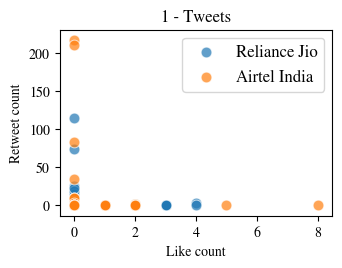 1 - Tweets
Reliance Jio
Airtel India
Retweet count
200
150
100
50
0
0 2 4 6 8
Like count